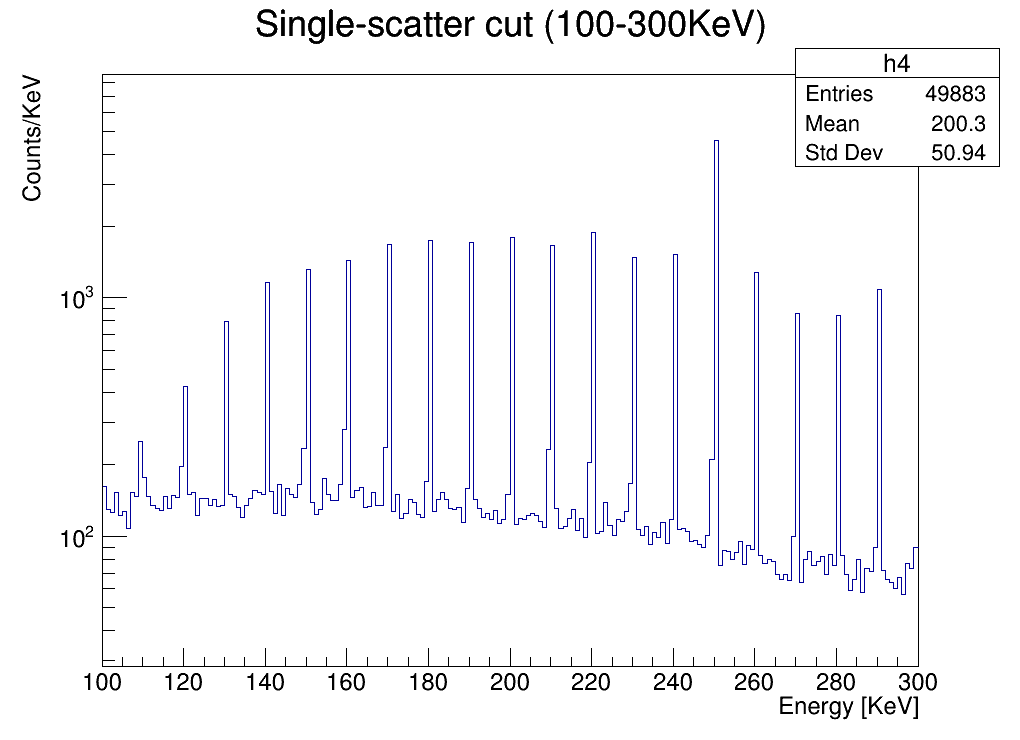 Single-scatter cut (100-300KeV)
h4
Entries 49883
Mean 200.3
Std Dev 50.94
Counts/KeV
10³
10²
100 120 140 160 180 200 220 240 260 280 300
Energy [KeV]